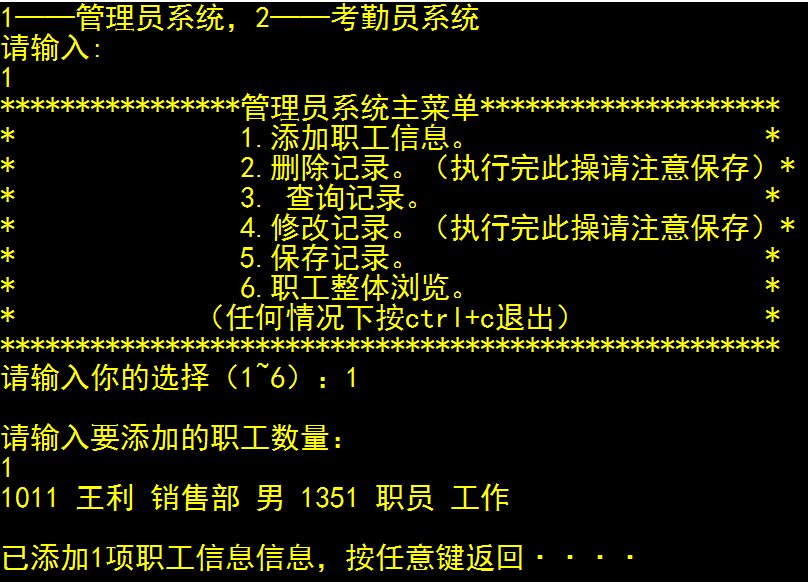 1——管理员系统，2——考勤员系统
请输入:
1
****************管理员系统主菜单********************
*               1.添加职工信息。                    *
*               2.删除记录。（执行完此操请注意保存）*
*               3. 查询记录。                       *
*               4.修改记录。（执行完此操请注意保存）*
*               5.保存记录。                        *
*               6.职工整体浏览。                    *
*             （任何情况下按ctrl+c退出）            *
****************************************************
请输入你的选择（1~6）：1
请输入要添加的职工数量：
1
1011 王利 销售部 男 1351 职员 工作
已添加1项职工信息信息，按任意键返回····